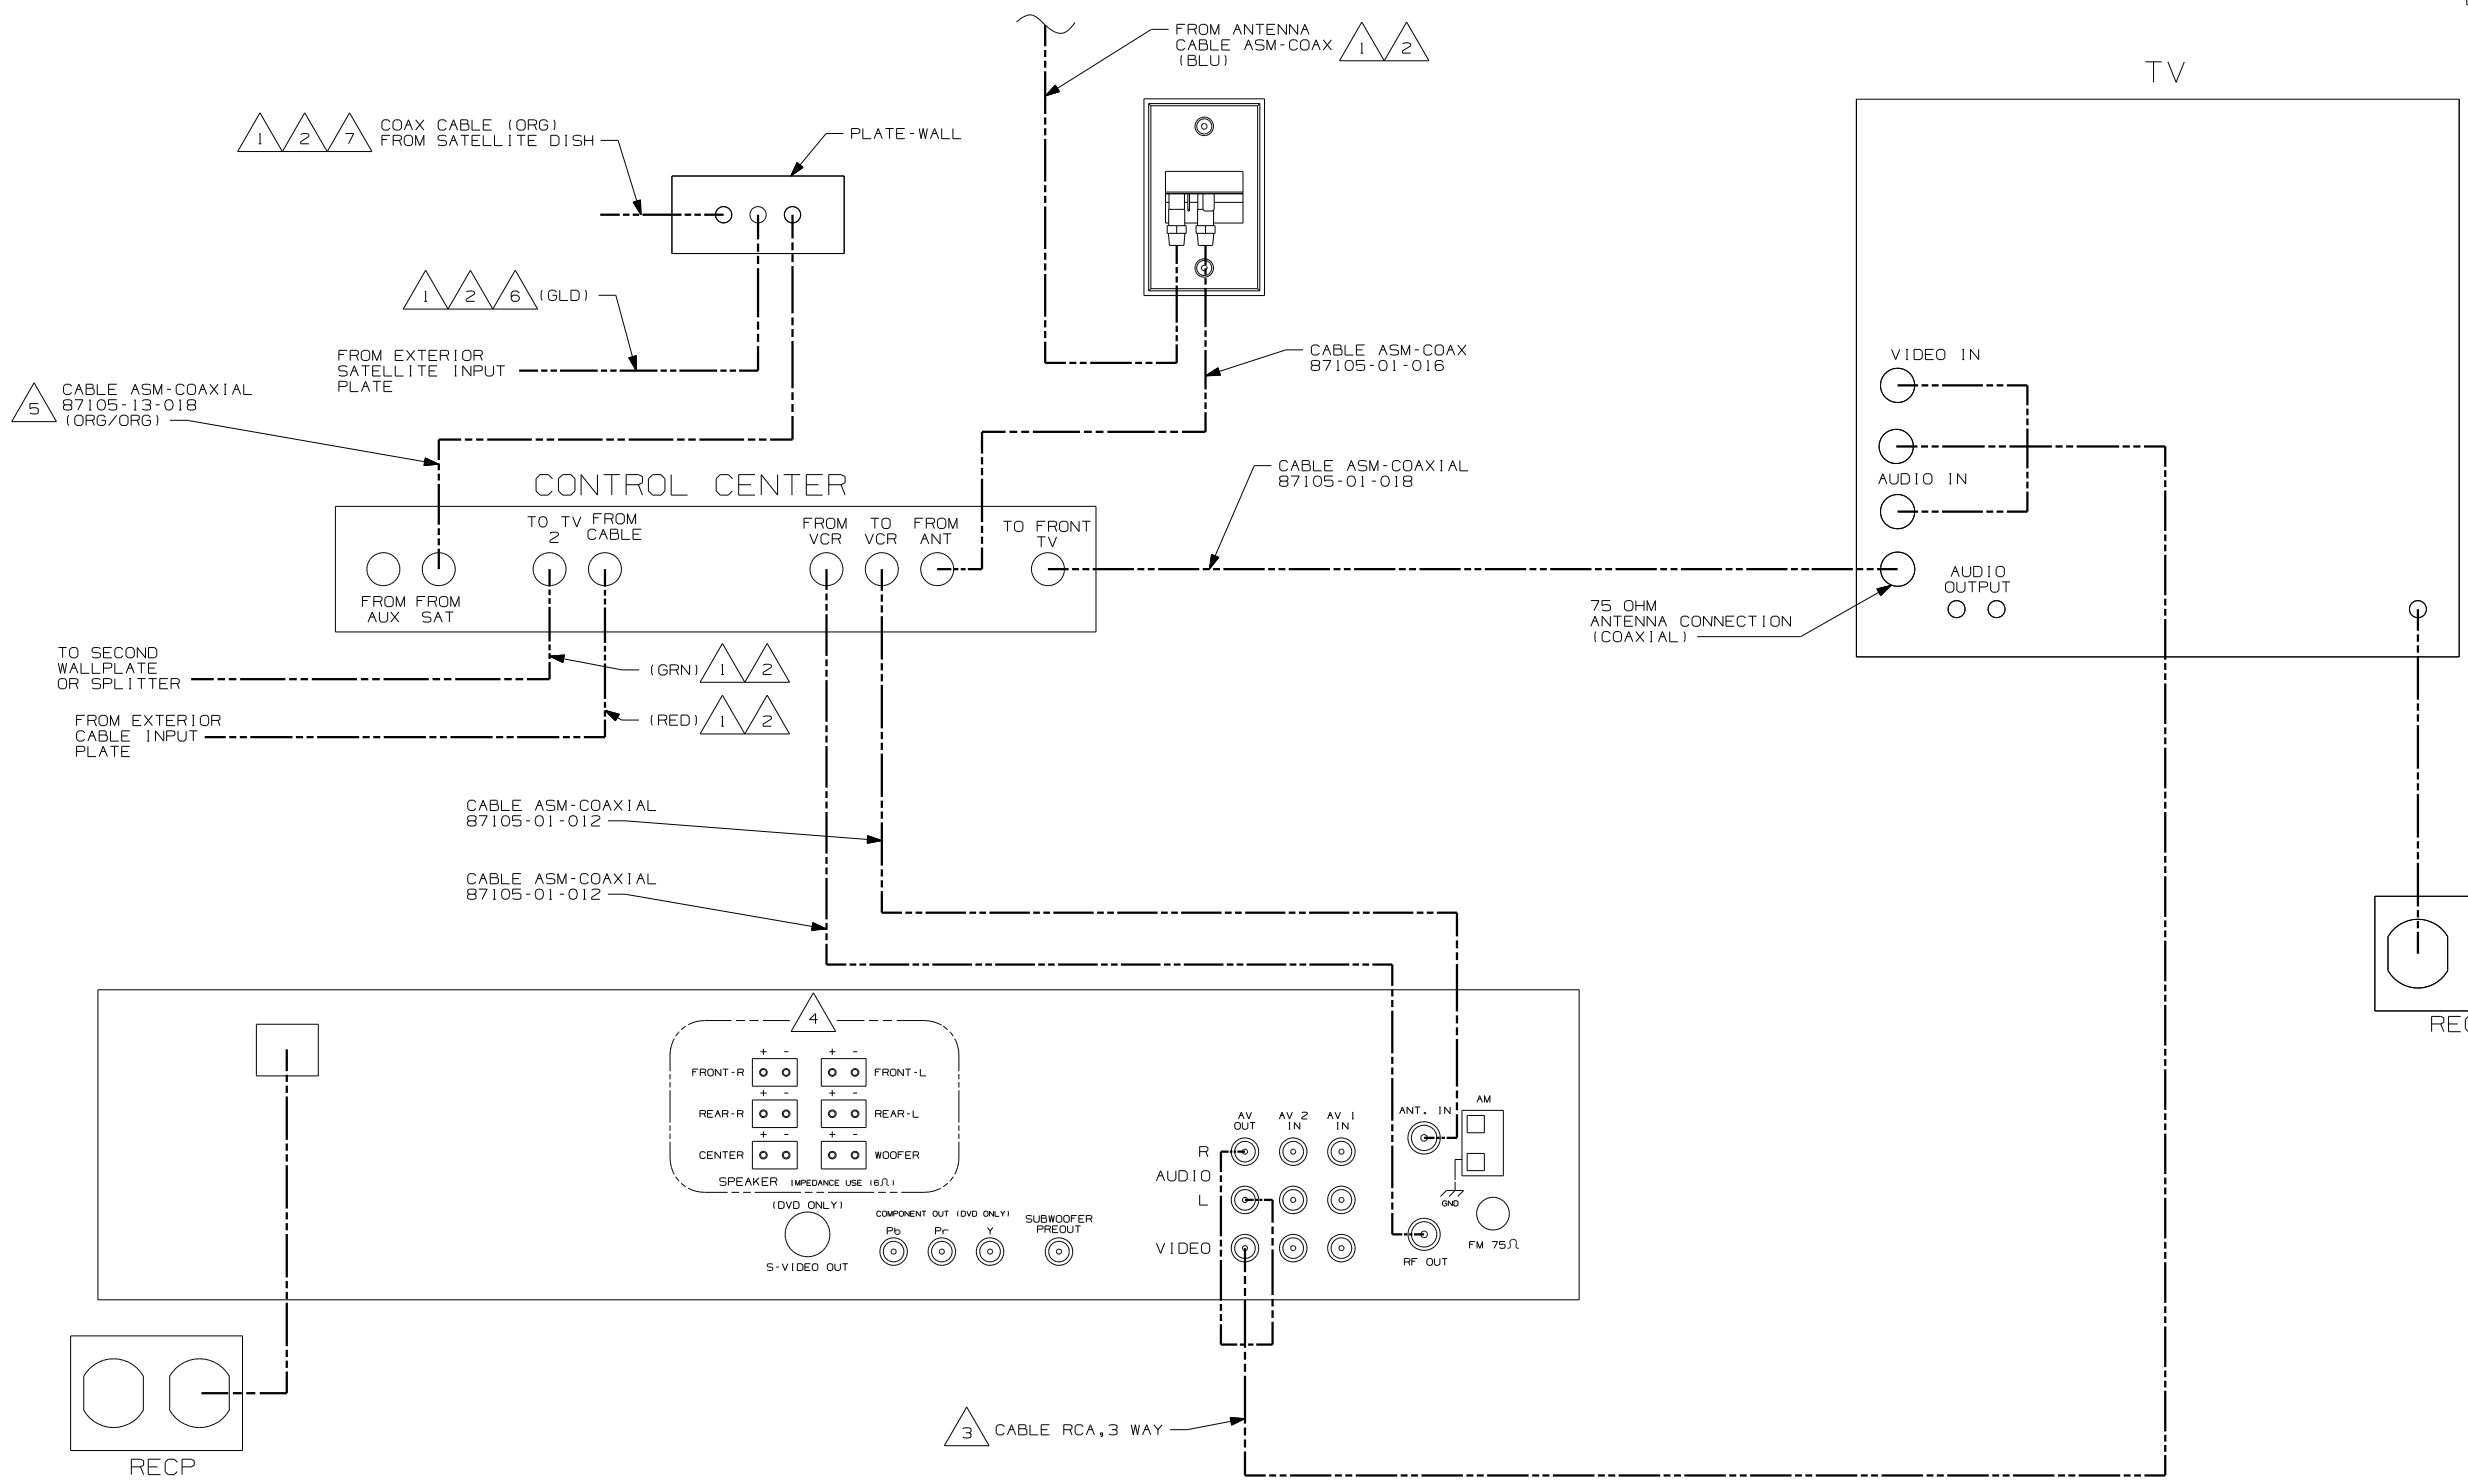 FROM ANTENNA
CABLE ASM-COAX
(BLU)
1 2
TV
1 2 7
COAX CABLE (ORG)
FROM SATELLITE DISH
PLATE-WALL
1 2 6 (GLD)
FROM EXTERIOR
SATELLITE INPUT
PLATE
CABLE ASM-COAX
87105-01-016
VIDEO IN
5
CABLE ASM-COAXIAL
87105-13-018
(ORG/ORG)
CABLE ASM-COAXIAL
87105-01-018
AUDIO IN
CONTROL CENTER
TO TV
2
FROM
CABLE
FROM
VCR
TO
VCR
FROM
ANT
TO FRONT
TV
FROM
AUX
FROM
SAT
AUDIO
OUTPUT
75 OHM
ANTENNA CONNECTION
(COAXIAL)
TO SECOND
WALLPLATE
OR SPLITTER
(GRN) 1 2
(RED) 1 2
FROM EXTERIOR
CABLE INPUT
PLATE
CABLE ASM-COAXIAL
87105-01-012
CABLE ASM-COAXIAL
87105-01-012
4
+ - + -
FRONT-R FRONT-L
+ - + -
REAR-R REAR-L
+ - + -
CENTER WOOFER
SPEAKER IMPEDANCE USE (6Ω)
(DVD ONLY)
S-VIDEO OUT
COMPONENT OUT (DVD ONLY)
Pb Pr Y
SUBWOOFER
PREOUT
AV
OUT
AV 2
IN
AV 1
IN
R
AUDIO
L
VIDEO
ANT. IN
AM
GND
FM 75Ω
RF OUT
3 CABLE RCA,3 WAY
RECP